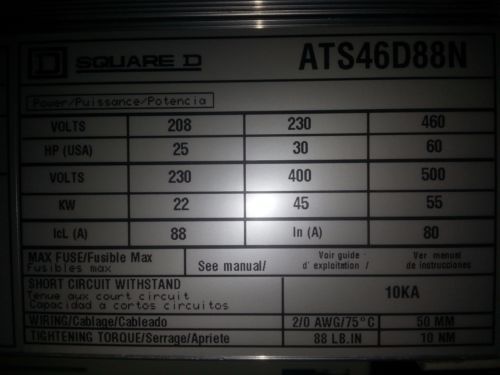 D SQUARE D ATS46D88N
Power/Puissance/Potencia
VOLTS 208 230 460
HP (USA) 25 30 60
VOLTS 230 400 500
KW 22 45 55
IcL (A) 88 In (A) 80
MAX FUSE/Fusible Max
Fusibles max
See manual/
Voir guide
d' exploitation /
Ver manual
de instrucciones
SHORT CIRCUIT WITHSTAND
Tenue aux court circuit
Capacidad a cortos circuitos
10KA
WIRING/Cablage/Cableado 2/0 AWG/75°C 50 MM
TIGHTENING TORQUE/Serrage/Apriete 88 LB.IN 10 NM